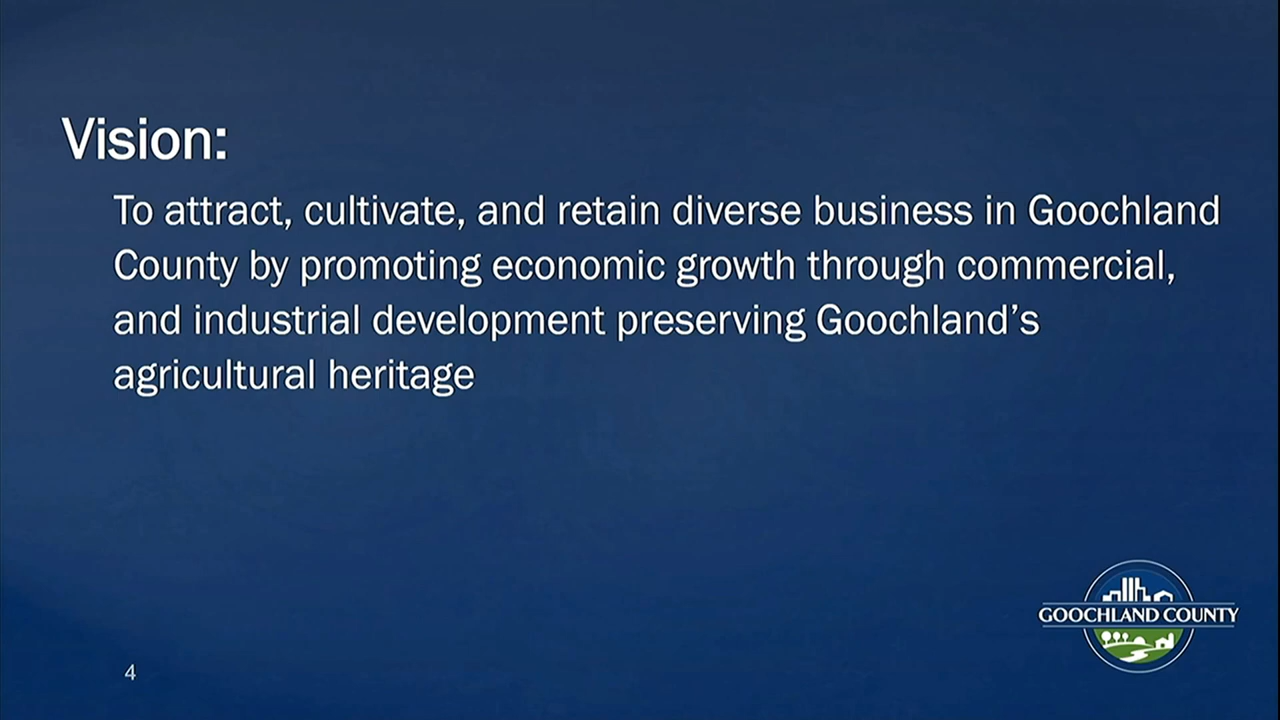 Vision:
To attract, cultivate, and retain diverse business in Goochland
County by promoting economic growth through commercial,
and industrial development preserving Goochland’s
agricultural heritage
GOOCHLAND COUNTY
4